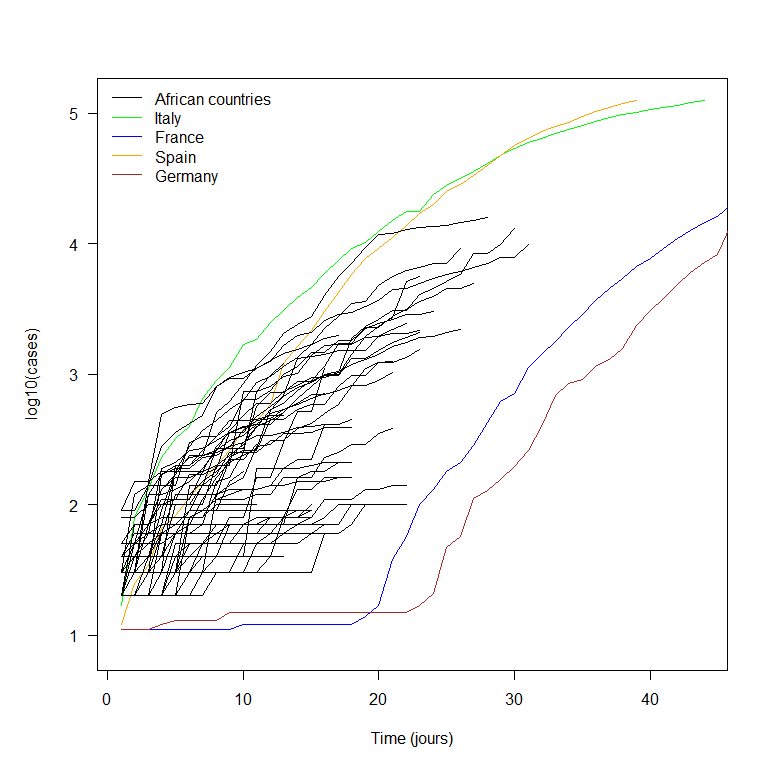 African countries
Italy
France
Spain
Germany
5
4
3
2
1
log10(cases)
0 10 20 30 40
Time (jours)